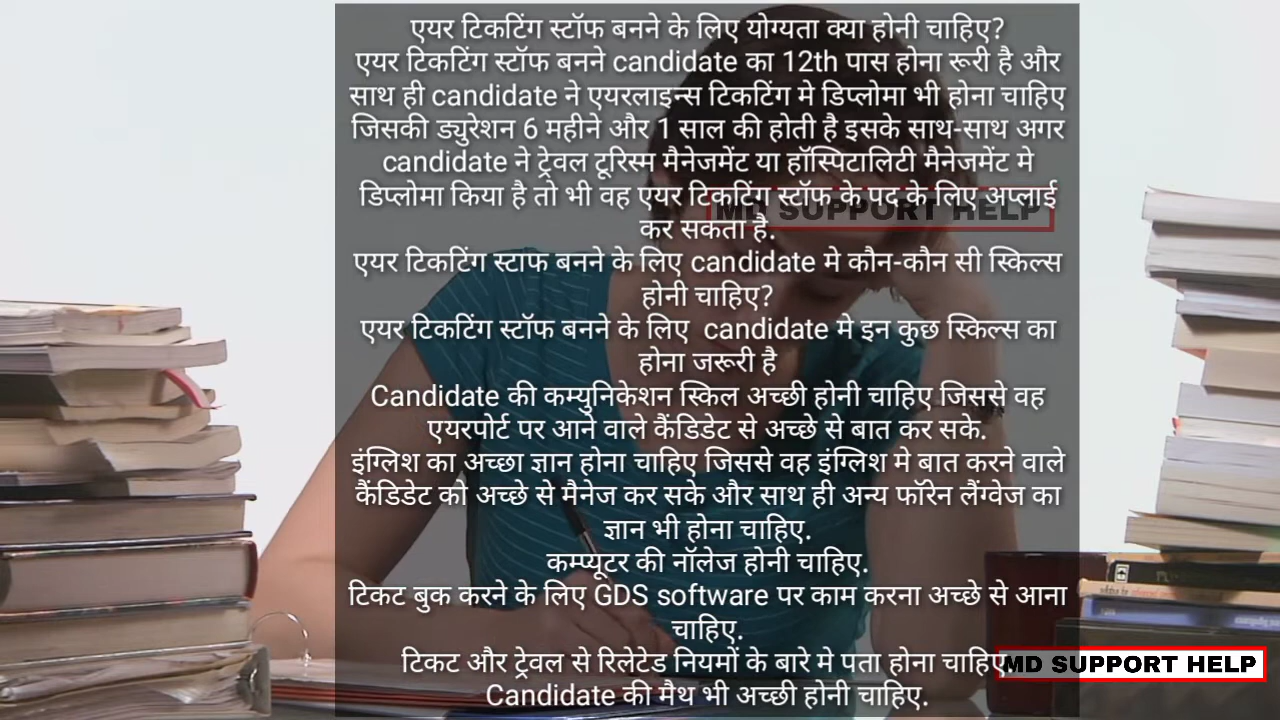 एयर टिकटिंग स्टॉफ बनने के लिए योग्यता क्या होनी चाहिए?
एयर टिकटिंग स्टॉफ बनने candidate का 12th पास होना रूरी है और
साथ ही candidate ने एयरलाइन्स टिकटिंग मे डिप्लोमा भी होना चाहिए
जिसकी ड्युरेशन 6 महीने और 1 साल की होती है इसके साथ-साथ अगर
candidate ने ट्रेवल टूरिस्म मैनेजमेंट या हॉस्पिटालिटी मैनेजमेंट मे
डिप्लोमा किया है तो भी वह एयर टिकटिंग स्टॉफ के पद के लिए अप्लाई
MD SUPPORT HELP
कर सकता है.
एयर टिकटिंग स्टाफ बनने के लिए candidate मे कौन-कौन सी स्किल्स
होनी चाहिए?
एयर टिकटिंग स्टॉफ बनने के लिए candidate मे इन कुछ स्किल्स का
होना जरूरी है
Candidate की कम्युनिकेशन स्किल अच्छी होनी चाहिए जिससे वह
एयरपोर्ट पर आने वाले कैंडिडेट से अच्छे से बात कर सके.
इंग्लिश का अच्छा ज्ञान होना चाहिए जिससे वह इंग्लिश मे बात करने वाले
कैंडिडेट को अच्छे से मैनेज कर सके और साथ ही अन्य फॉरेन लैंग्वेज का
ज्ञान भी होना चाहिए.
कम्प्यूटर की नॉलेज होनी चाहिए.
टिकट बुक करने के लिए GDS software पर काम करना अच्छे से आना
चाहिए.
टिकट और ट्रेवल से रिलेटेड नियमों के बारे मे पता होना चाहिए.
MD SUPPORT HELP
Candidate की मैथ भी अच्छी होनी चाहिए.